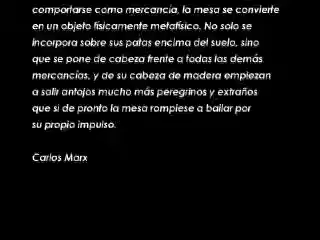 comportarse como mercancía, la mesa se convierte
en un objeto físicamente metafísico. No solo se
incorpora sobre sus patas encima del suelo, sino
que se pone de cabeza frente a todas las demás
mercancías, y de su cabeza de madera empiezan
a salir antojos mucho más peregrinos y extraños
que si de pronto la mesa rompiese a bailar por
su propio impulso.
Carlos Marx